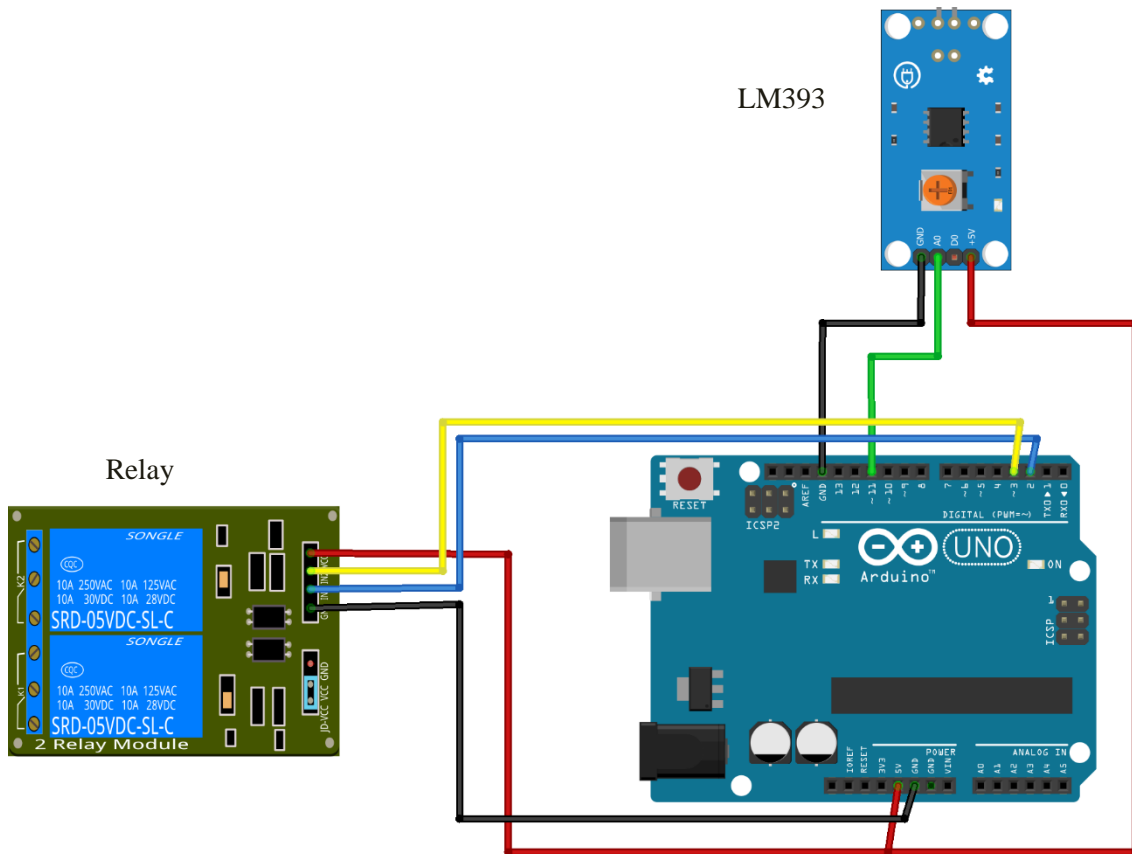 LM393
GND
A0
D0
+5V
Relay
RESET
ICSP2
AREF
GND
13
12
~11
~10
~9
8
7
~6
~5
4
~3
2
TX0▶1
RX0◀0
DIGITAL (PWM=~)
L
TX
RX
Arduino™
UNO
ON
1
ICSP
IOREF
RESET
3V3
5V
GND
GND
VIN
POWER
ANALOG IN
A0
A1
A2
A3
A4
A5
K2
SONGLE
CQC
10A 250VAC 10A 125VAC
10A 30VDC 10A 28VDC
SRD-05VDC-SL-C
K1
SONGLE
CQC
10A 250VAC 10A 125VAC
10A 30VDC 10A 28VDC
SRD-05VDC-SL-C
2 Relay Module
VCC
GND
VCC
JD-VCC